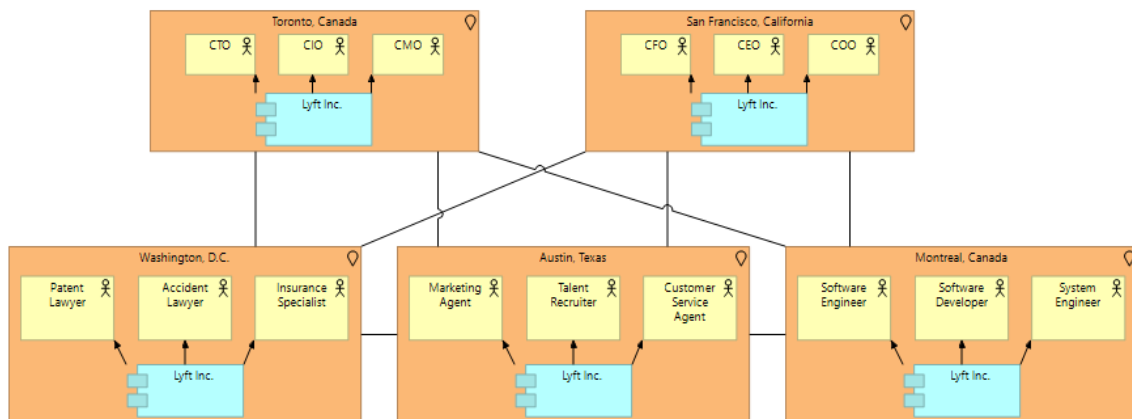 Toronto, Canada
CTO
CIO
CMO
Lyft Inc.
San Francisco, California
CFO
CEO
COO
Lyft Inc.
Washington, D.C.
Patent
Lawyer
Accident
Lawyer
Insurance
Specialist
Lyft Inc.
Austin, Texas
Marketing
Agent
Talent
Recruiter
Customer
Service
Agent
Lyft Inc.
Montreal, Canada
Software
Engineer
Software
Developer
System
Engineer
Lyft Inc.